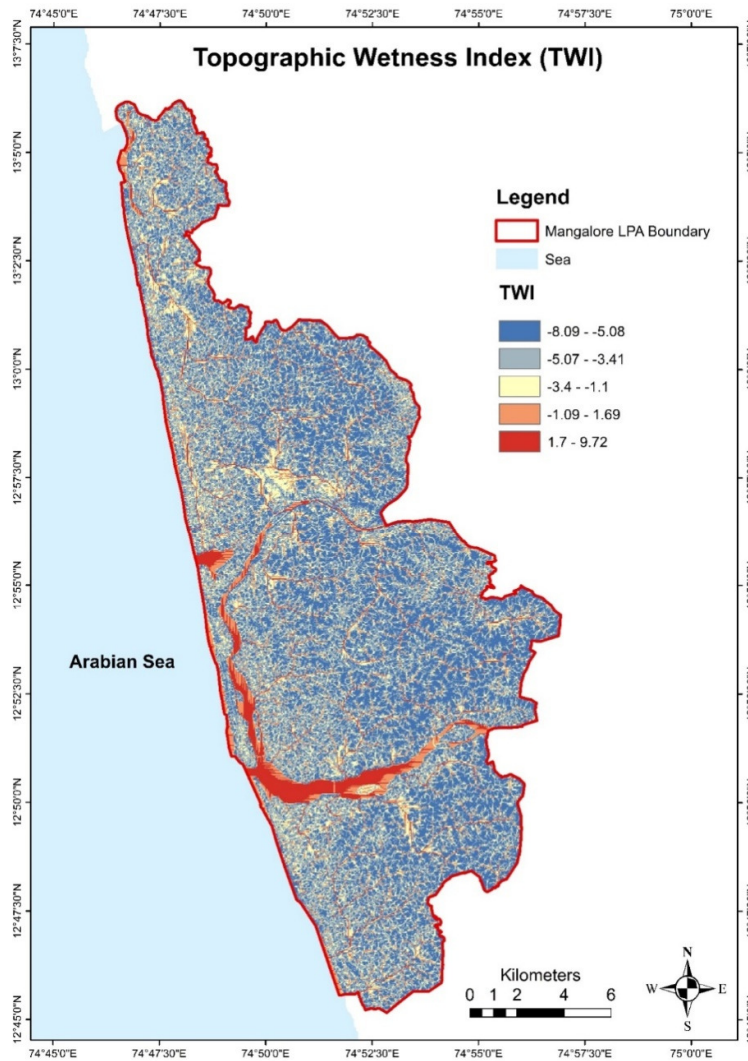 74°45'0"E 74°47'30"E 74°50'0"E 74°52'30"E 74°55'0"E 74°57'30"E 75°0'0"E
Topographic Wetness Index (TWI)
13°7'30"N
13°5'0"N
13°2'30"N
13°0'0"N
12°57'30"N
12°55'0"N
12°52'30"N
12°50'0"N
12°47'30"N
12°45'0"N
Legend
Mangalore LPA Boundary
Sea
TWI
-8.09 - -5.08
-5.07 - -3.41
-3.4 - -1.1
-1.09 - 1.69
1.7 - 9.72
Arabian Sea
Kilometers
0 1 2 4 6
N
W E
S
74°45'0"E 74°47'30"E 74°50'0"E 74°52'30"E 74°55'0"E 74°57'30"E 75°0'0"E